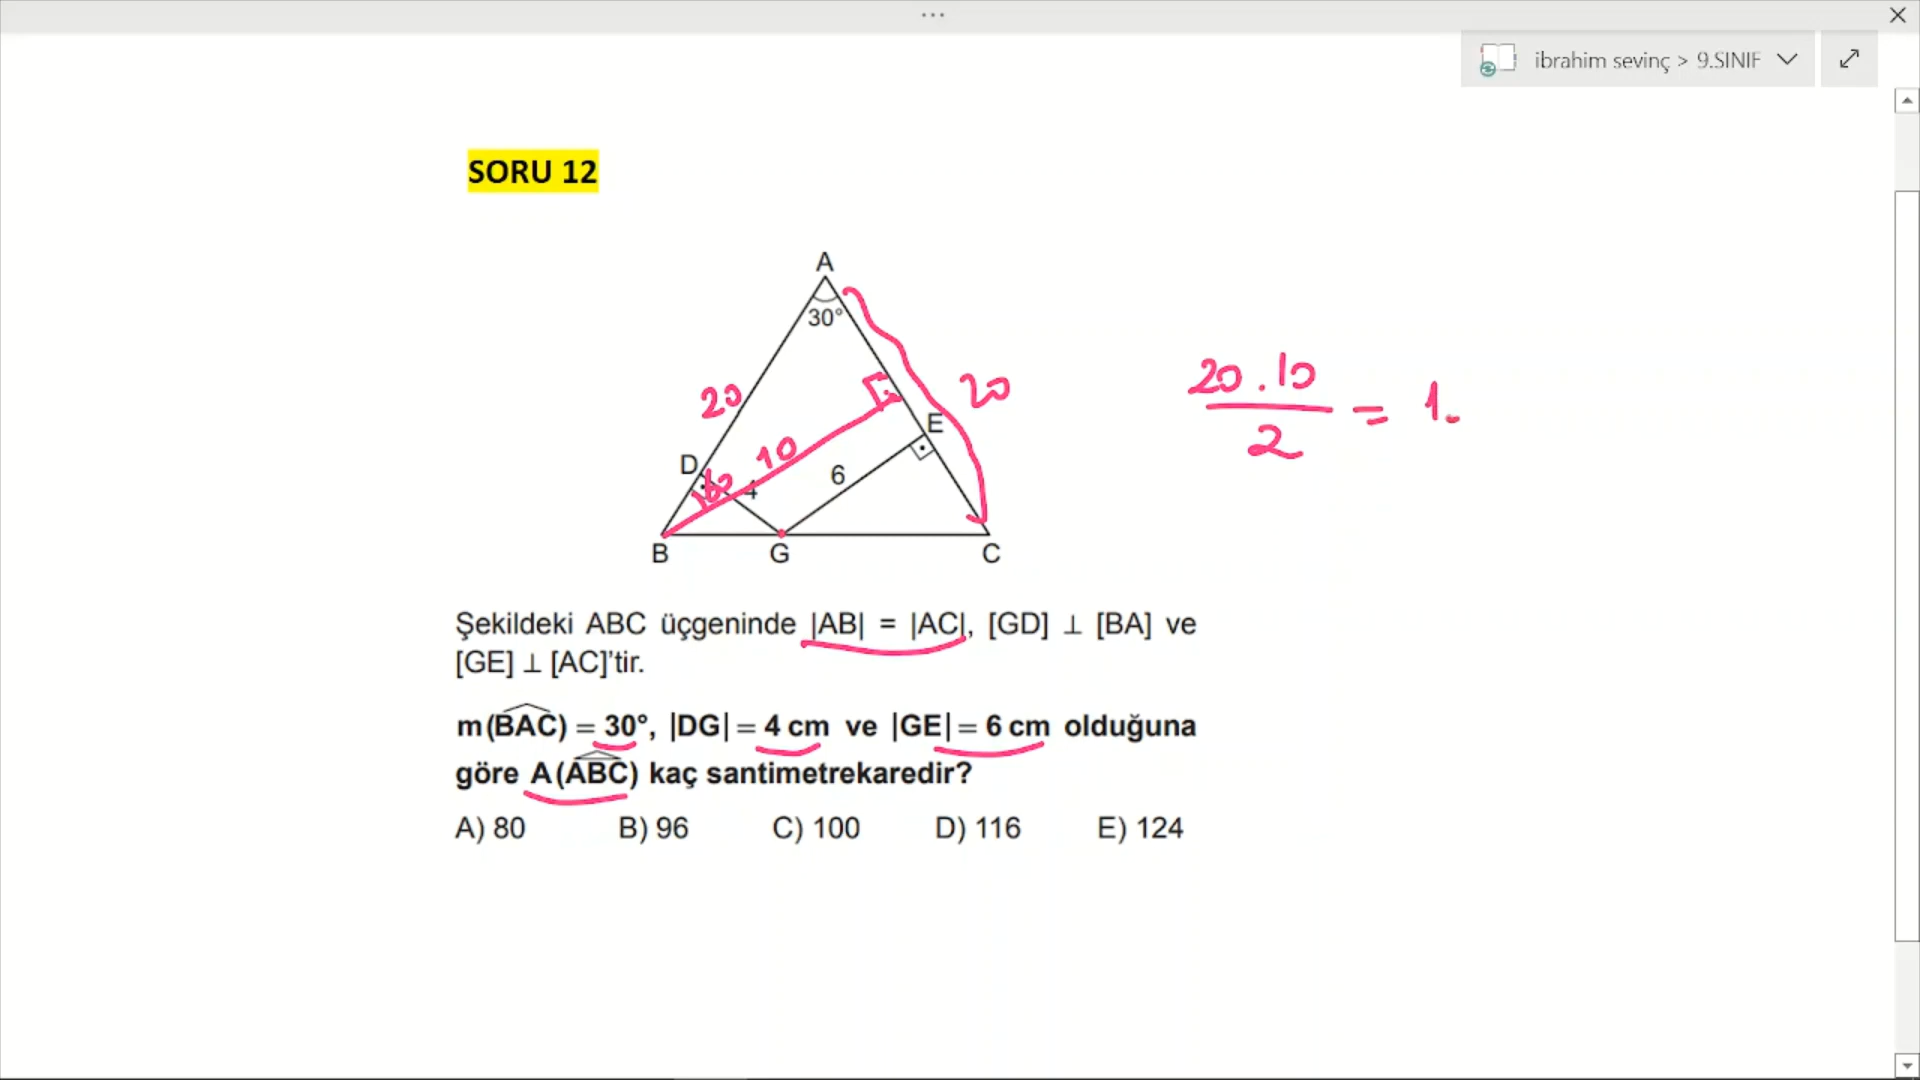 ibrahim sevinç > 9.SINIF
SORU 12
A
30°
20
20
E
D
10
60
4
6
B
G
C
20.10
2
= 1.
Şekildeki ABC üçgeninde |AB| = |AC|, [GD] ⊥ [BA] ve
[GE] ⊥ [AC]'tir.
m(BAC) = 30°, |DG| = 4 cm ve |GE| = 6 cm olduğuna
göre A(ABC) kaç santimetrekaredir?
A) 80 B) 96 C) 100 D) 116 E) 124